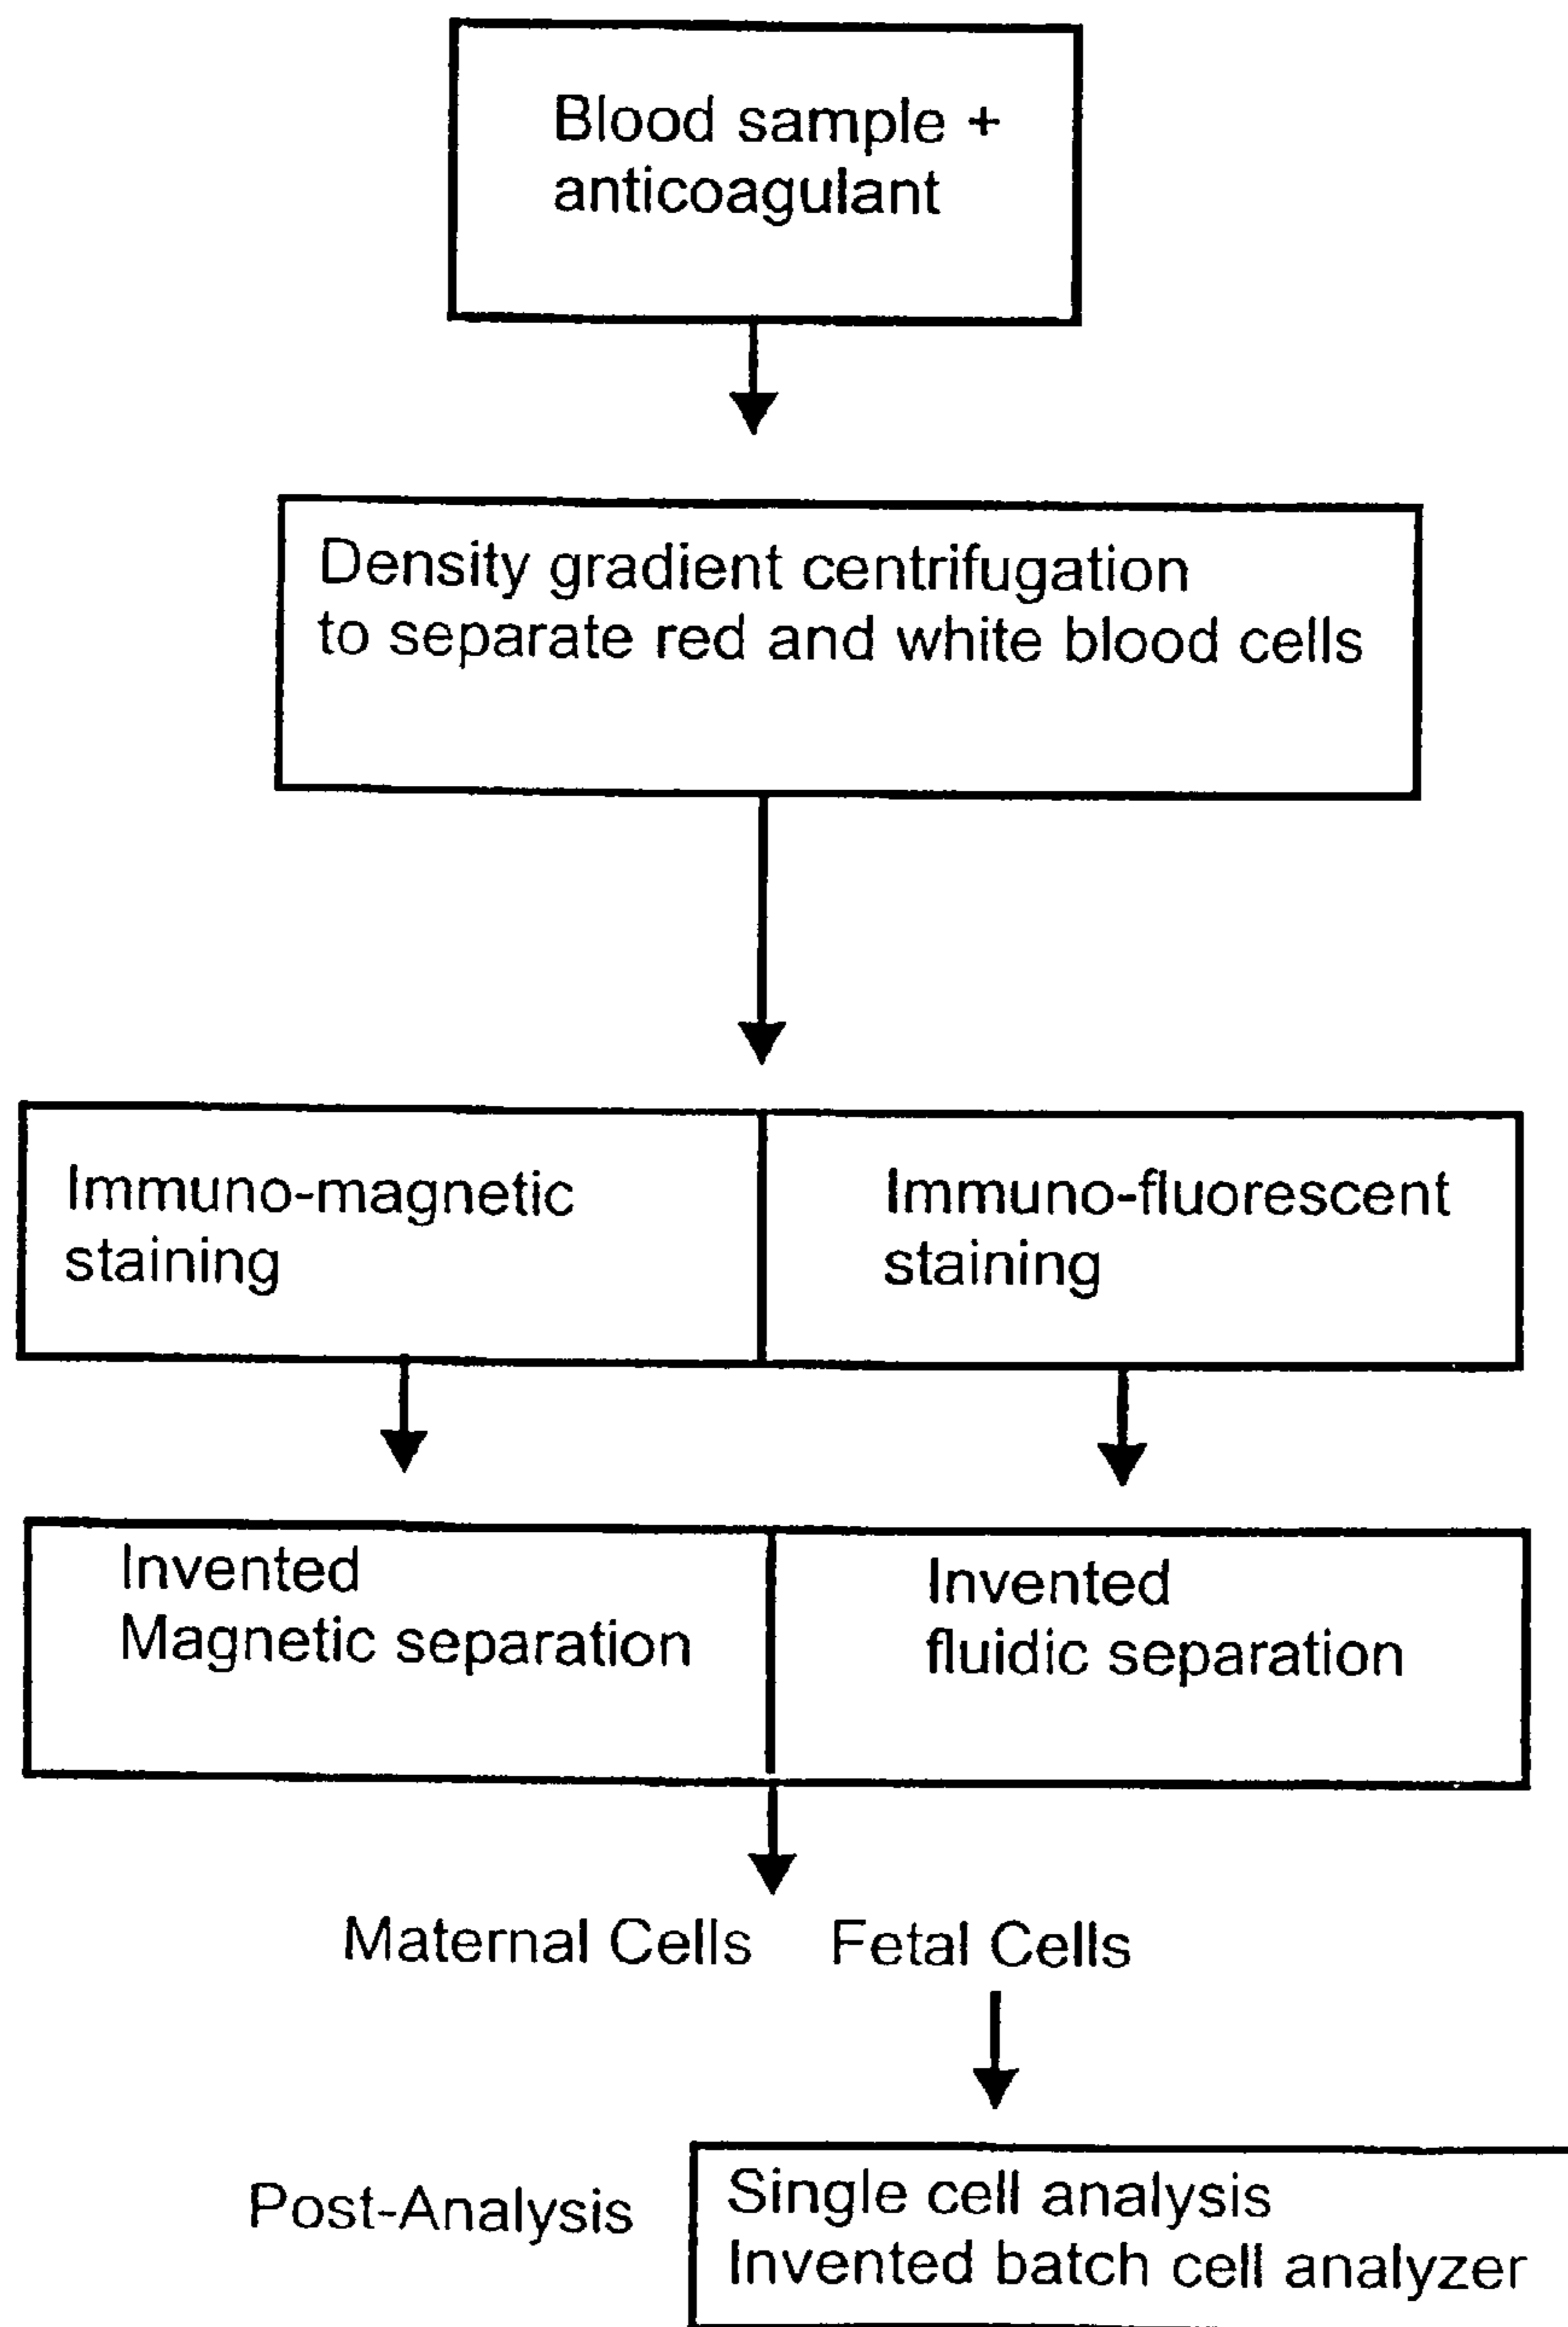 Blood sample +
anticoagulant
Density gradient centrifugation
to separate red and white blood cells
Immuno-magnetic
staining
Immuno-fluorescent
staining
Invented
Magnetic separation
Invented
fluidic separation
Maternal Cells Fetal Cells
Post-Analysis
Single cell analysis
Invented batch cell analyzer